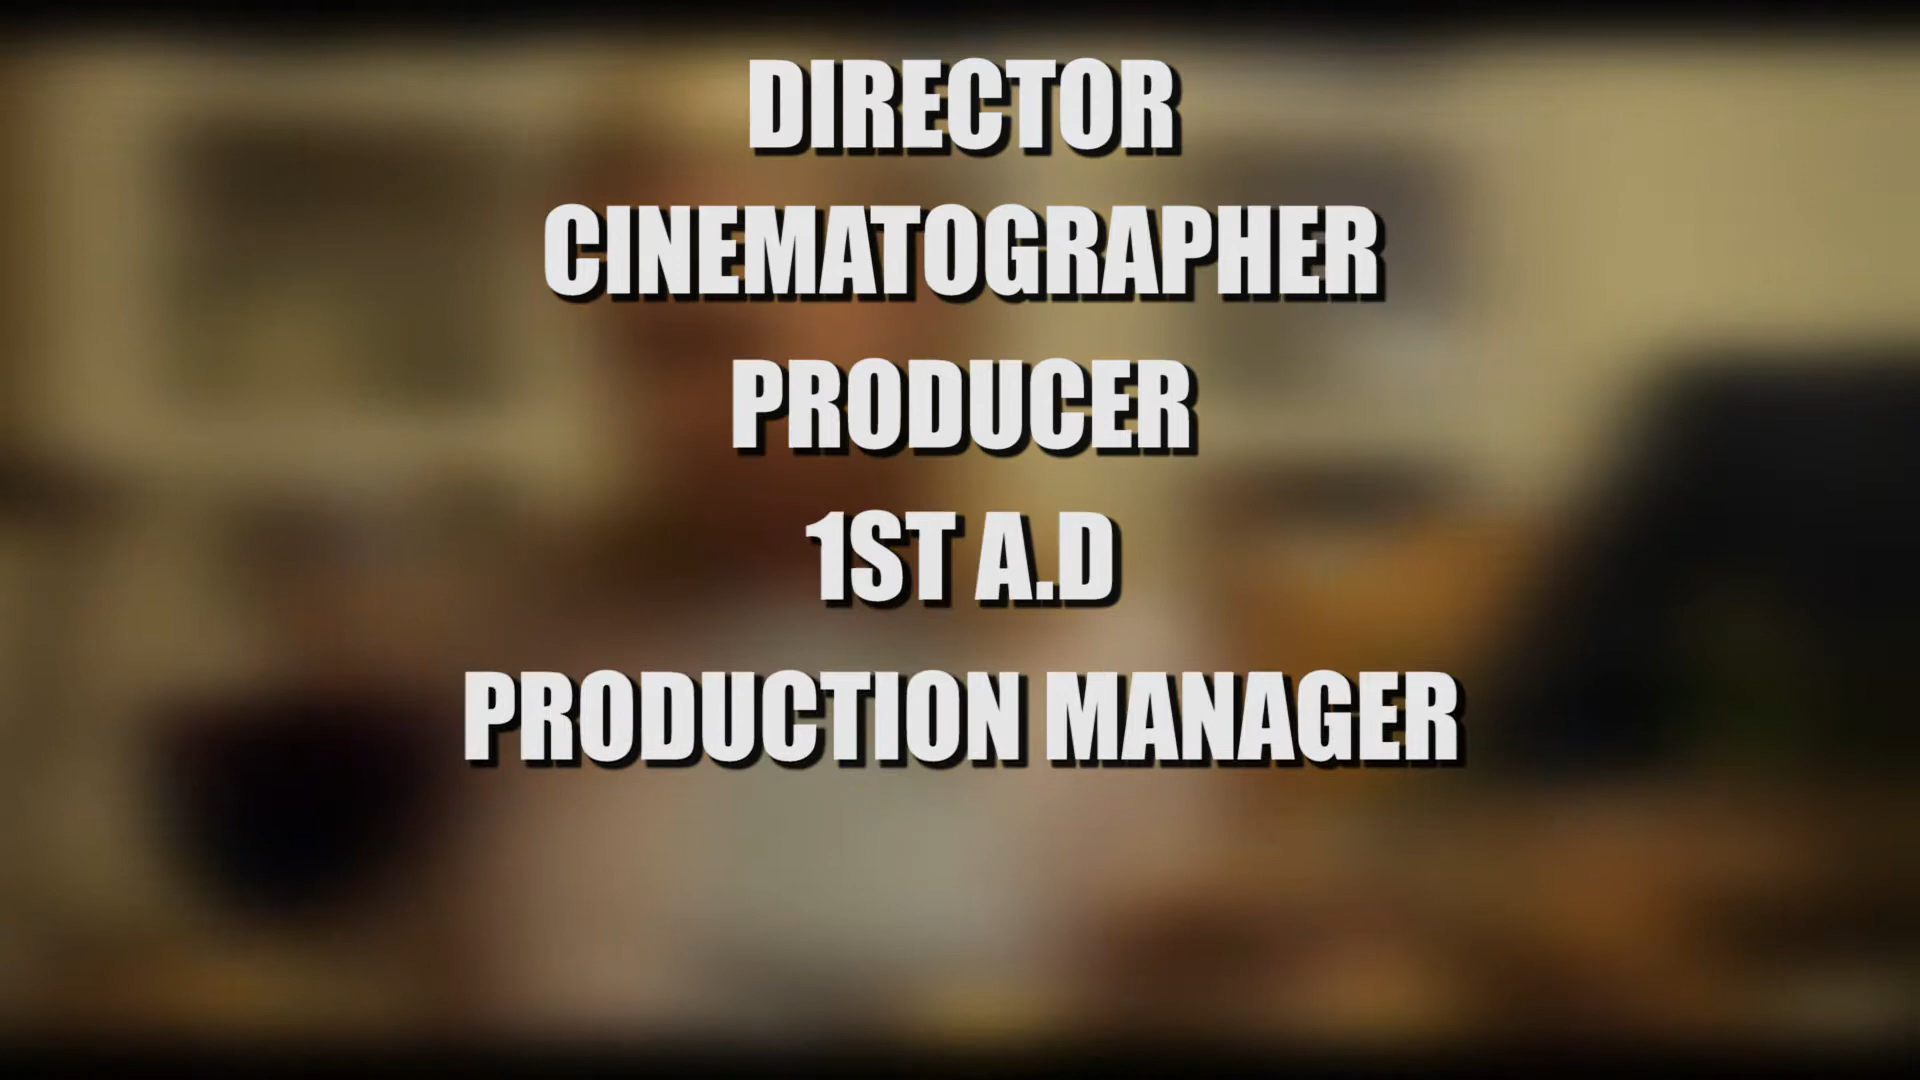 DIRECTOR
CINEMATOGRAPHER
PRODUCER
1ST A.D
PRODUCTION MANAGER